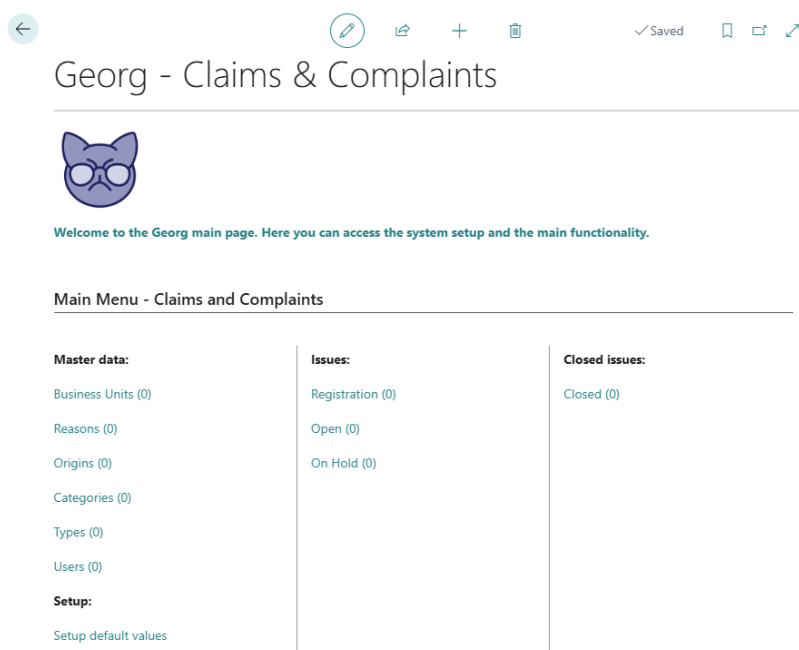 Saved
Georg - Claims & Complaints
Welcome to the Georg main page. Here you can access the system setup and the main functionality.
Main Menu - Claims and Complaints
Master data:
Business Units (0)
Reasons (0)
Origins (0)
Categories (0)
Types (0)
Users (0)
Setup:
Setup default values
Issues:
Registration (0)
Open (0)
On Hold (0)
Closed issues:
Closed (0)